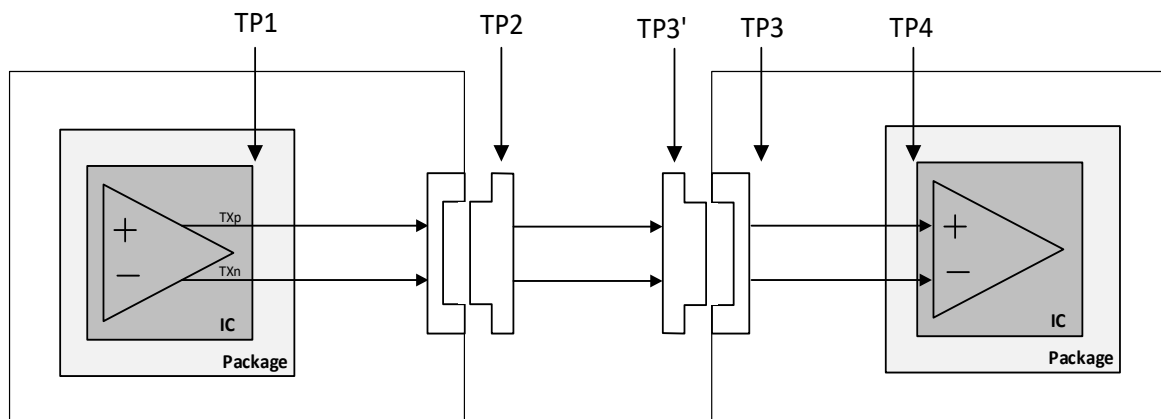 TP1
TP2
TP3'
TP3
TP4
+
−
TXp
TXn
IC
Package
+
−
IC
Package